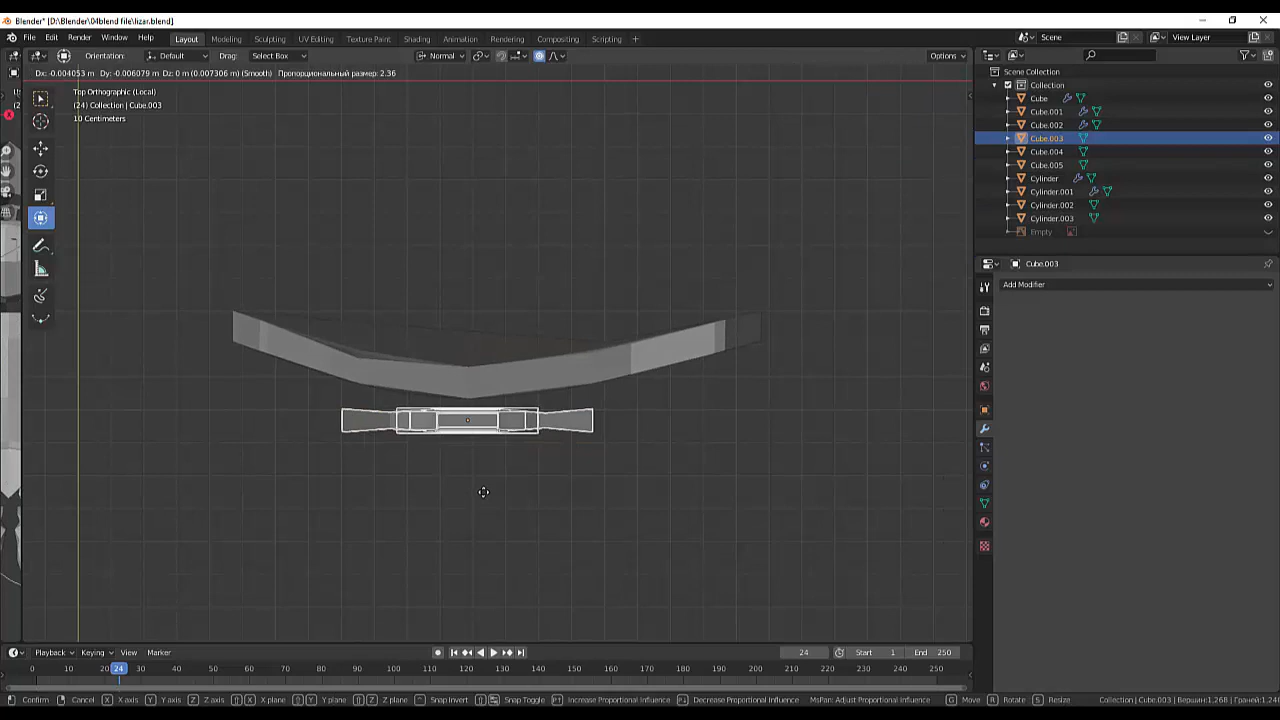 Blender* [D:\Blender\04blend file\lizar.blend]
File Edit Render Window Help Layout Modeling Sculpting UV Editing Texture Paint Shading Animation Rendering Compositing Scripting + Scene View Layer
Orientation: Default Drag: Select Box Normal Options
Dx: -0.004053 m Dy: -0.006079 m Dz: 0 m (0.007306 m) (Smooth) Пропорциональный размер: 2.36
Top Orthographic (Local)
(24) Collection | Cube.003
10 Centimeters
Scene Collection
Collection
Cube
Cube.001
Cube.002
Cube.003
Cube.004
Cube.005
Cylinder
Cylinder.001
Cylinder.002
Cylinder.003
Empty
Cube.003
Add Modifier
Playback Keying View Marker 24 Start 1 End 250
0 10 20 24 30 40 50 60 70 80 90 100 110 120 130 140 150 160 170 180 190 200 210 220 230 240 250
Confirm Cancel X X axis Y Y axis Z Z axis X X plane Y Y plane Z Z plane Snap Invert Snap Toggle Increase Proportional Influence Decrease Proportional Influence MsPan: Adjust Proportional Influence G Move R Rotate S Resize Collection | Cube.003 | Вершин:1,268 | Граней:1,24